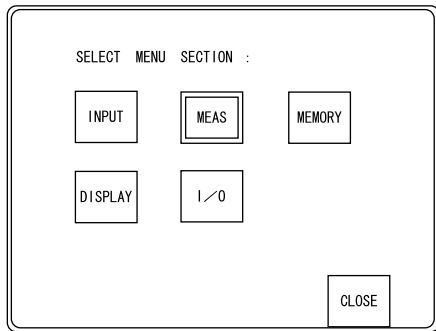 SELECT MENU SECTION :
INPUT MEAS MEMORY
DISPLAY I/O
CLOSE